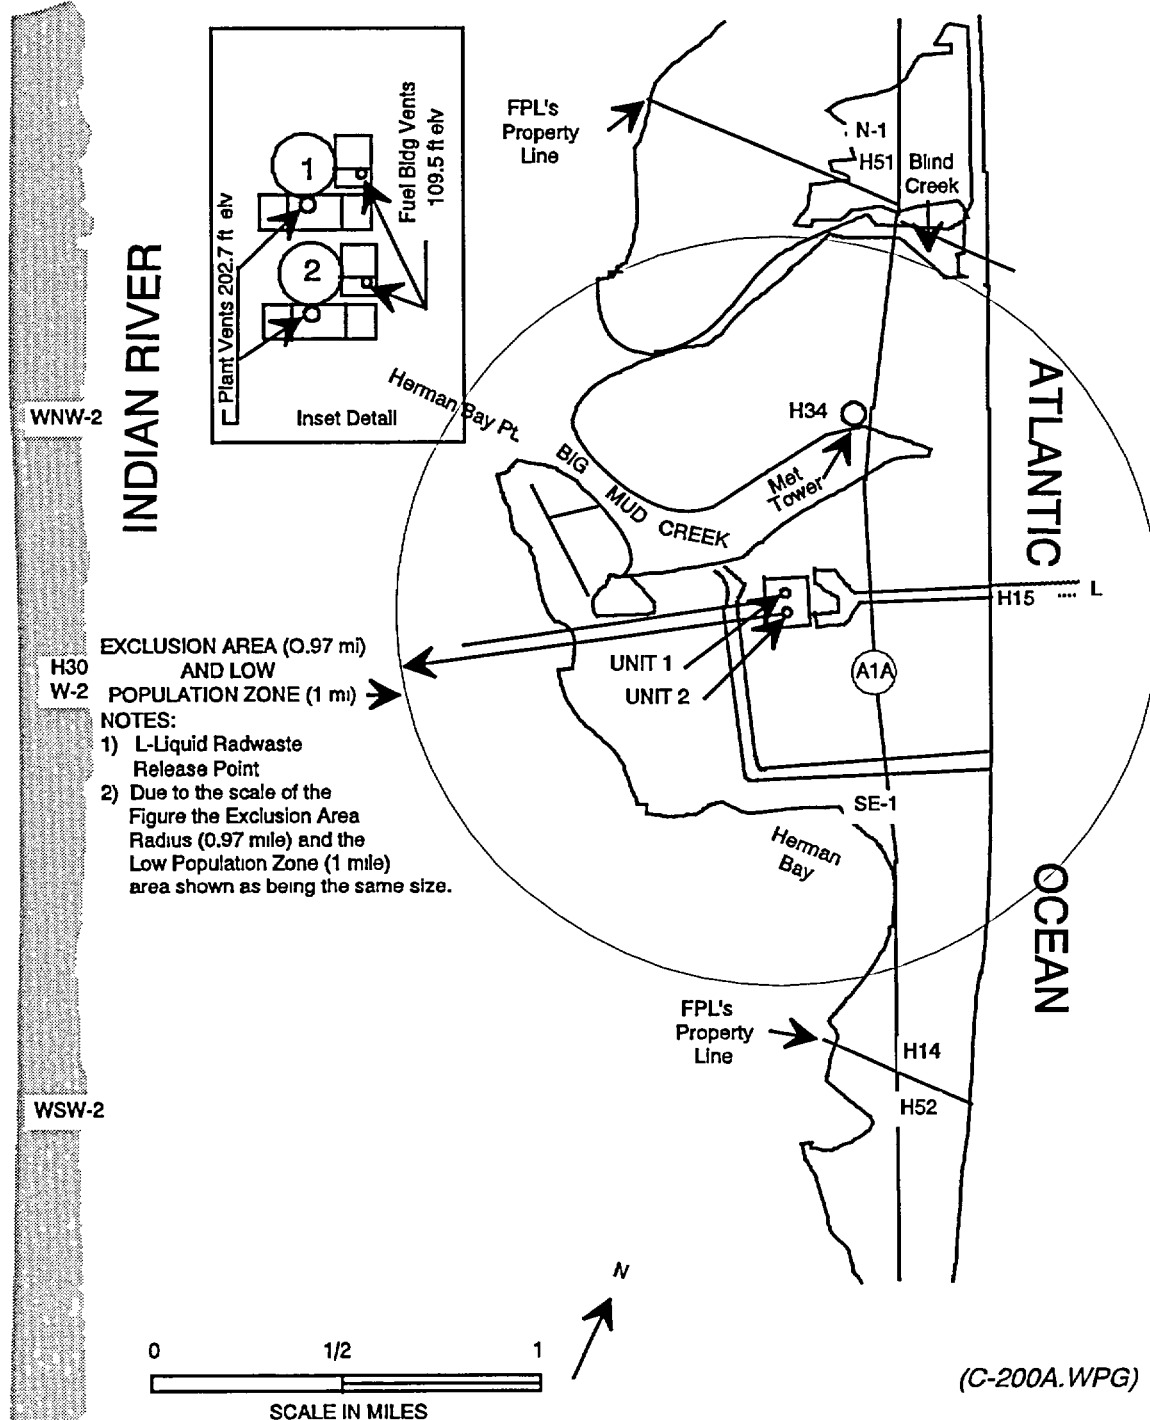 FPL's
Property
Line
N-1
H51
Blind
Creek
Plant Vents 202.7 ft elv
1
2
Fuel Bldg Vents
109.5 ft elv
Inset Detail
INDIAN RIVER
WNW-2
Herman Bay Pt.
BIG
MUD
CREEK
H34
Met
Tower
ATLANTIC
H15
L
H30
W-2
EXCLUSION AREA (0.97 mi)
AND LOW
POPULATION ZONE (1 mi)
UNIT 1
UNIT 2
A1A
NOTES:
1) L-Liquid Radwaste
Release Point
2) Due to the scale of the
Figure the Exclusion Area
Radius (0.97 mile) and the
Low Population Zone (1 mile)
area shown as being the same size.
SE-1
Herman
Bay
OCEAN
FPL's
Property
Line
H14
H52
WSW-2
N
0 1/2 1
SCALE IN MILES
(C-200A.WPG)